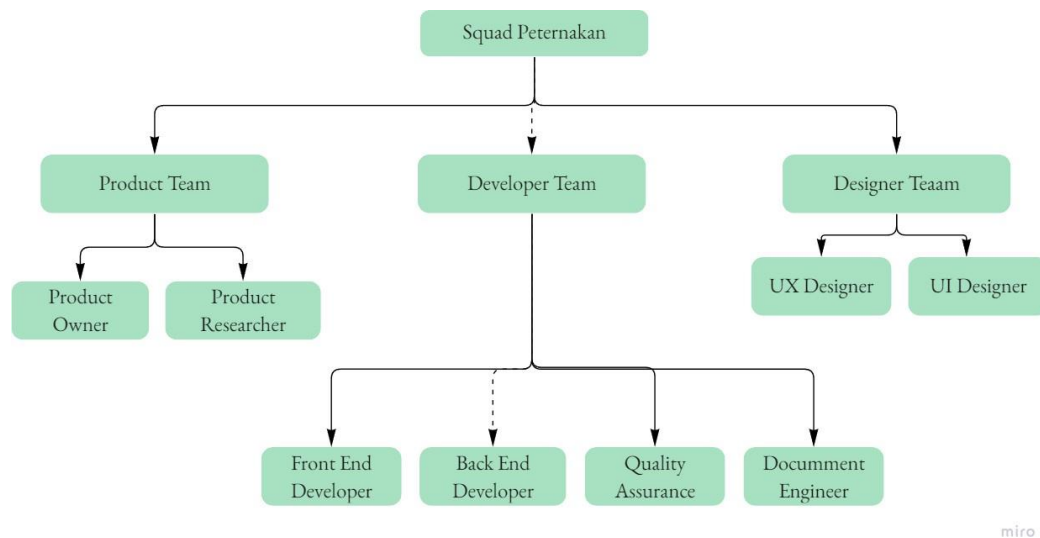 Squad Peternakan
Product Team
Developer Team
Designer Teaam
Product
Owner
Product
Researcher
UX Designer
UI Designer
Front End
Developer
Back End
Developer
Quality
Assurance
Documment
Engineer
miro